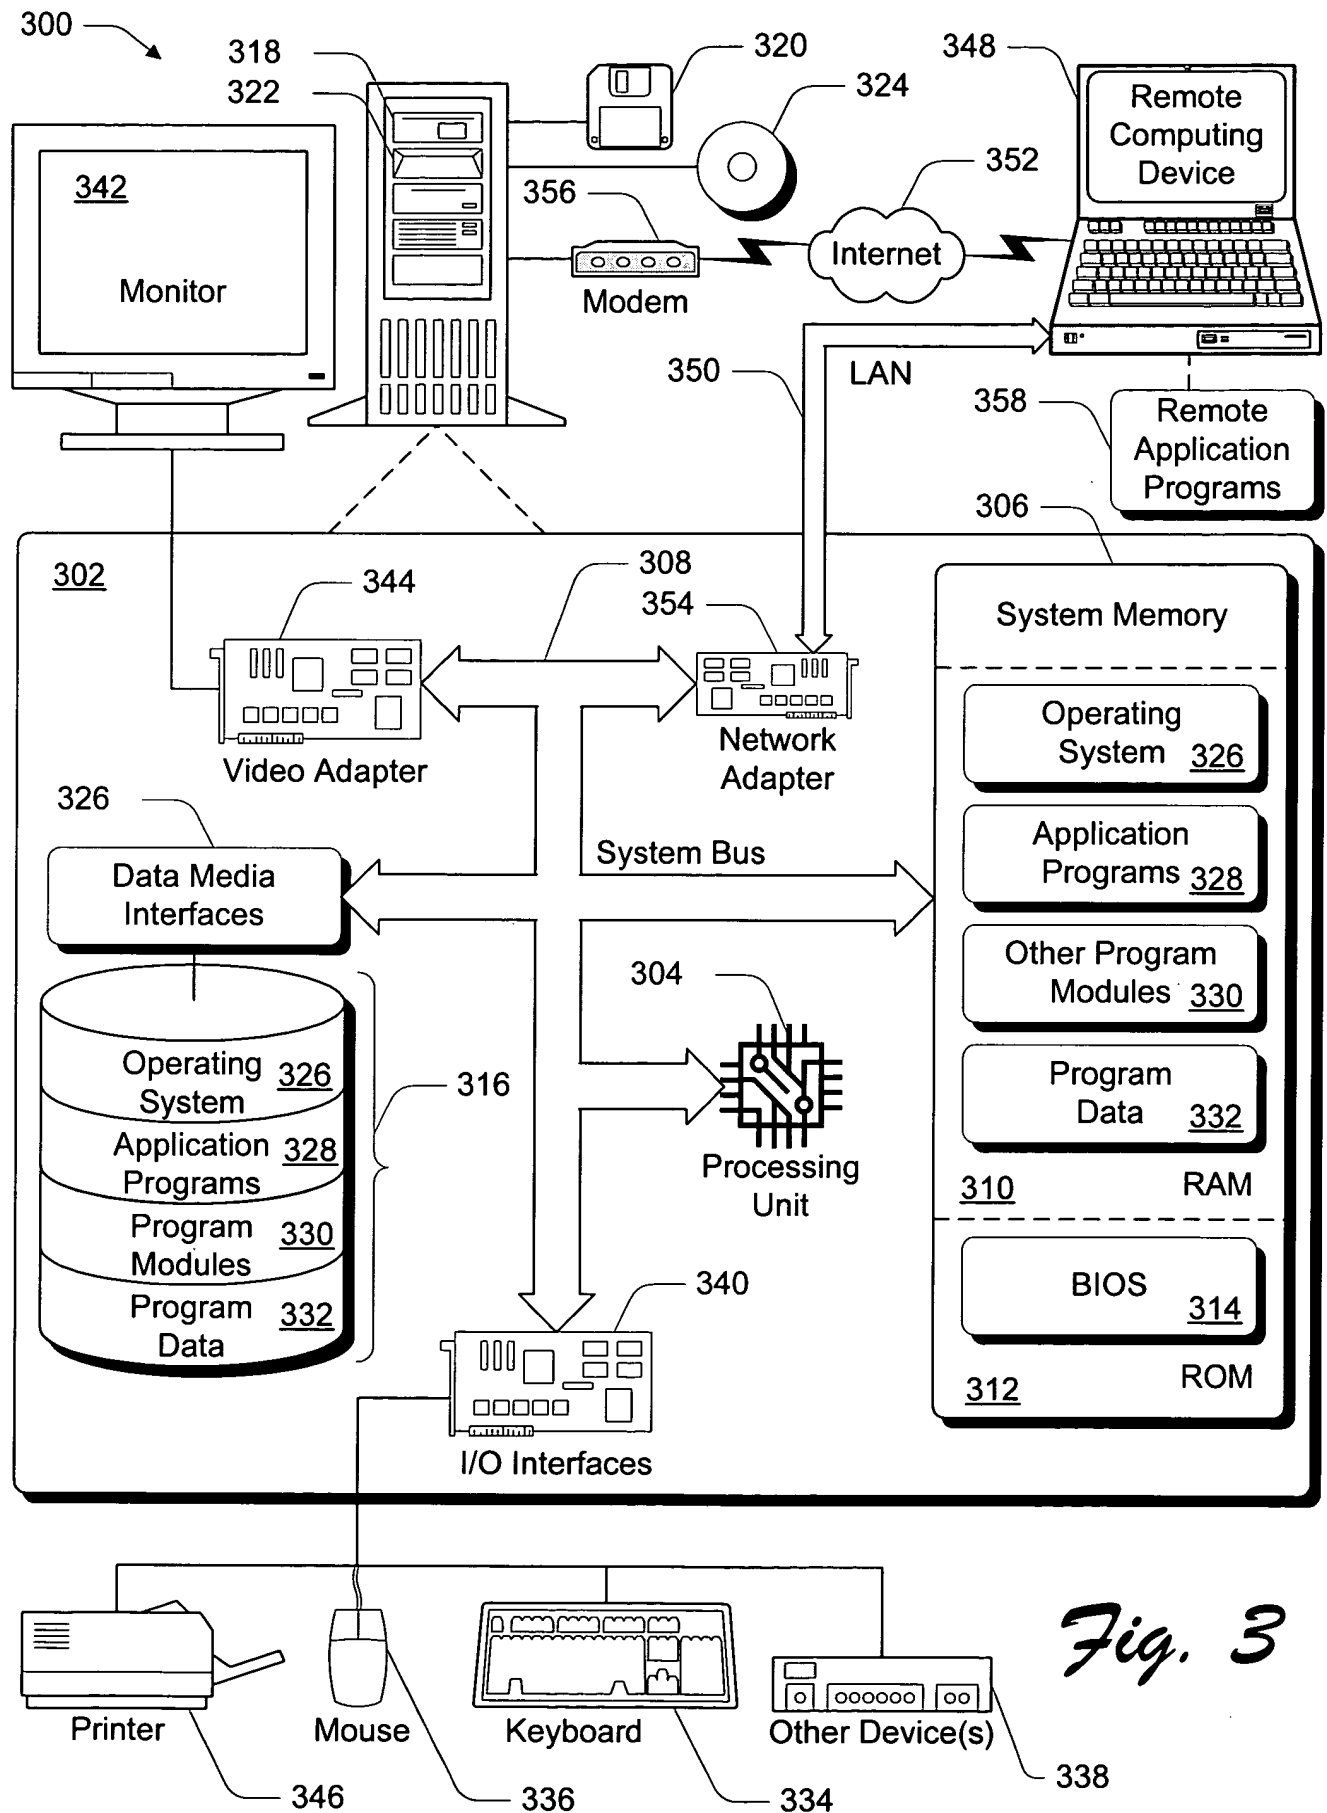 300
318
322
320
324
348
Remote
Computing
Device
342
Monitor
356
352
Internet
Modem
350
LAN
358
Remote
Application
Programs
306
302
344
308
354
System Memory
Video Adapter
Network
Adapter
Operating
System 326
326
Data Media
Interfaces
System Bus
Application
Programs 328
Other Program
Modules 330
304
Operating
System 326
316
Program
Data 332
Application
Programs 328
Processing
Unit
310 RAM
Program
Modules 330
340
BIOS
314
Program
Data 332
312 ROM
I/O Interfaces
Fig. 3
Printer
Mouse
Keyboard
Other Device(s)
346
336
334
338